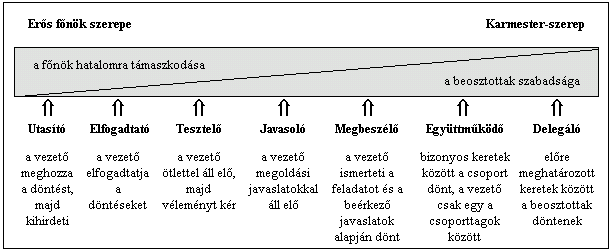 Erős főnök szerepe
Karmester-szerep
a főnök hatalomra támaszkodása
a beosztottak szabadsága
Utasító
a vezető
meghozza
a döntést,
majd
kihirdeti
Elfogadtató
a vezető
elfogadtatja
a
döntéseket
Tesztelő
a vezető
ötlettel áll elő,
majd
véleményt kér
Javasoló
a vezető
megoldási
javaslatokkal
áll elő
Megbeszélő
a vezető
ismerteti a
feladatot és a
beérkező
javaslatok
alapján dönt
Együttműködő
bizonyos keretek
között a csoport
dönt, a vezető
csak egy a
csoporttagok
között
Delegáló
előre
meghatározott
keretek között
a beosztottak
döntenek